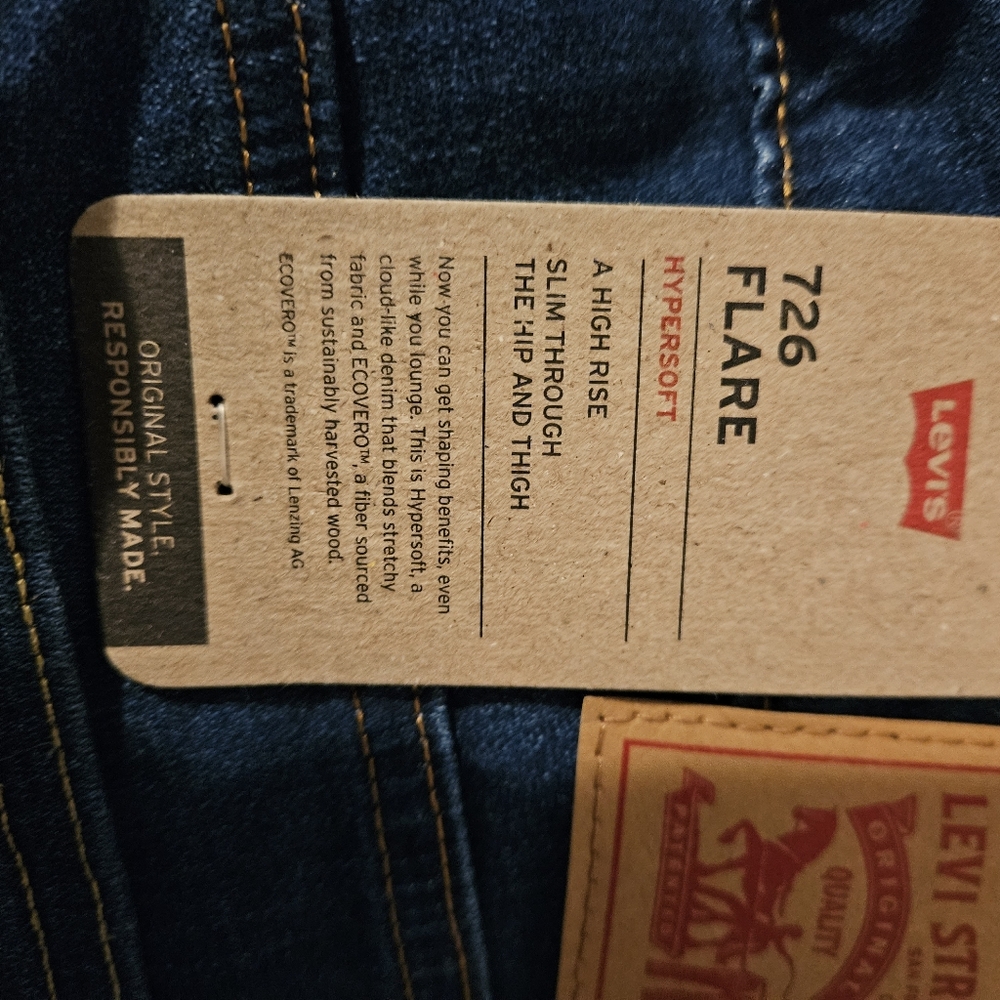 Levi's®
726
FLARE
HYPERSOFT
A HIGH RISE
SLIM THROUGH
THE HIP AND THIGH
Now you can get shaping benefits, even
while you lounge. This is Hypersoft, a
cloud-like denim that blends stretchy
fabric and ECOVERO™, a fiber sourced
from sustainably harvested wood.
ECOVERO™ is a trademark of Lenzing AG
ORIGINAL STYLE.
RESPONSIBLY MADE.
LEVI STR
SAN
ORIGINA
QUALITY
PATENTED